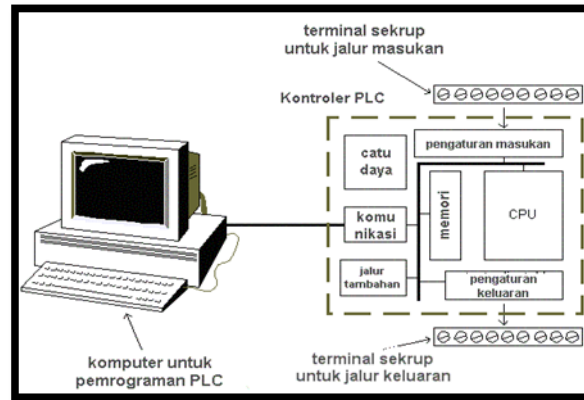 terminal sekrup
untuk jalur masukan
Kontroler PLC
pengaturan masukan
catu
daya
memori
CPU
komu
nikasi
jalur
tambahan
pengaturan
keluaran
komputer untuk
pemrograman PLC
terminal sekrup
untuk jalur keluaran